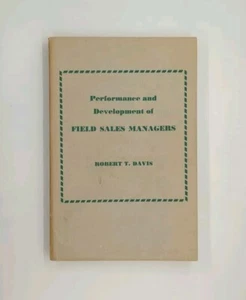 Performance and
Development of
FIELD SALES MANAGERS
ROBERT T. DAVIS